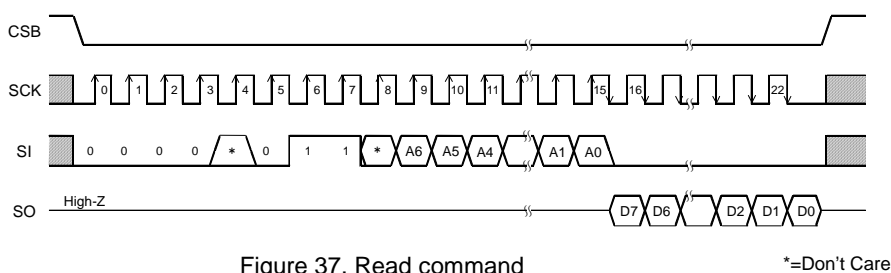 CSB
SCK 0 1 2 3 4 5 6 7 8 9 10 11 15 16 22
SI 0 0 0 0 * 0 1 1 * A6 A5 A4 A1 A0
SO High-Z D7 D6 D2 D1 D0
Figure 37. Read command
*=Don't Care